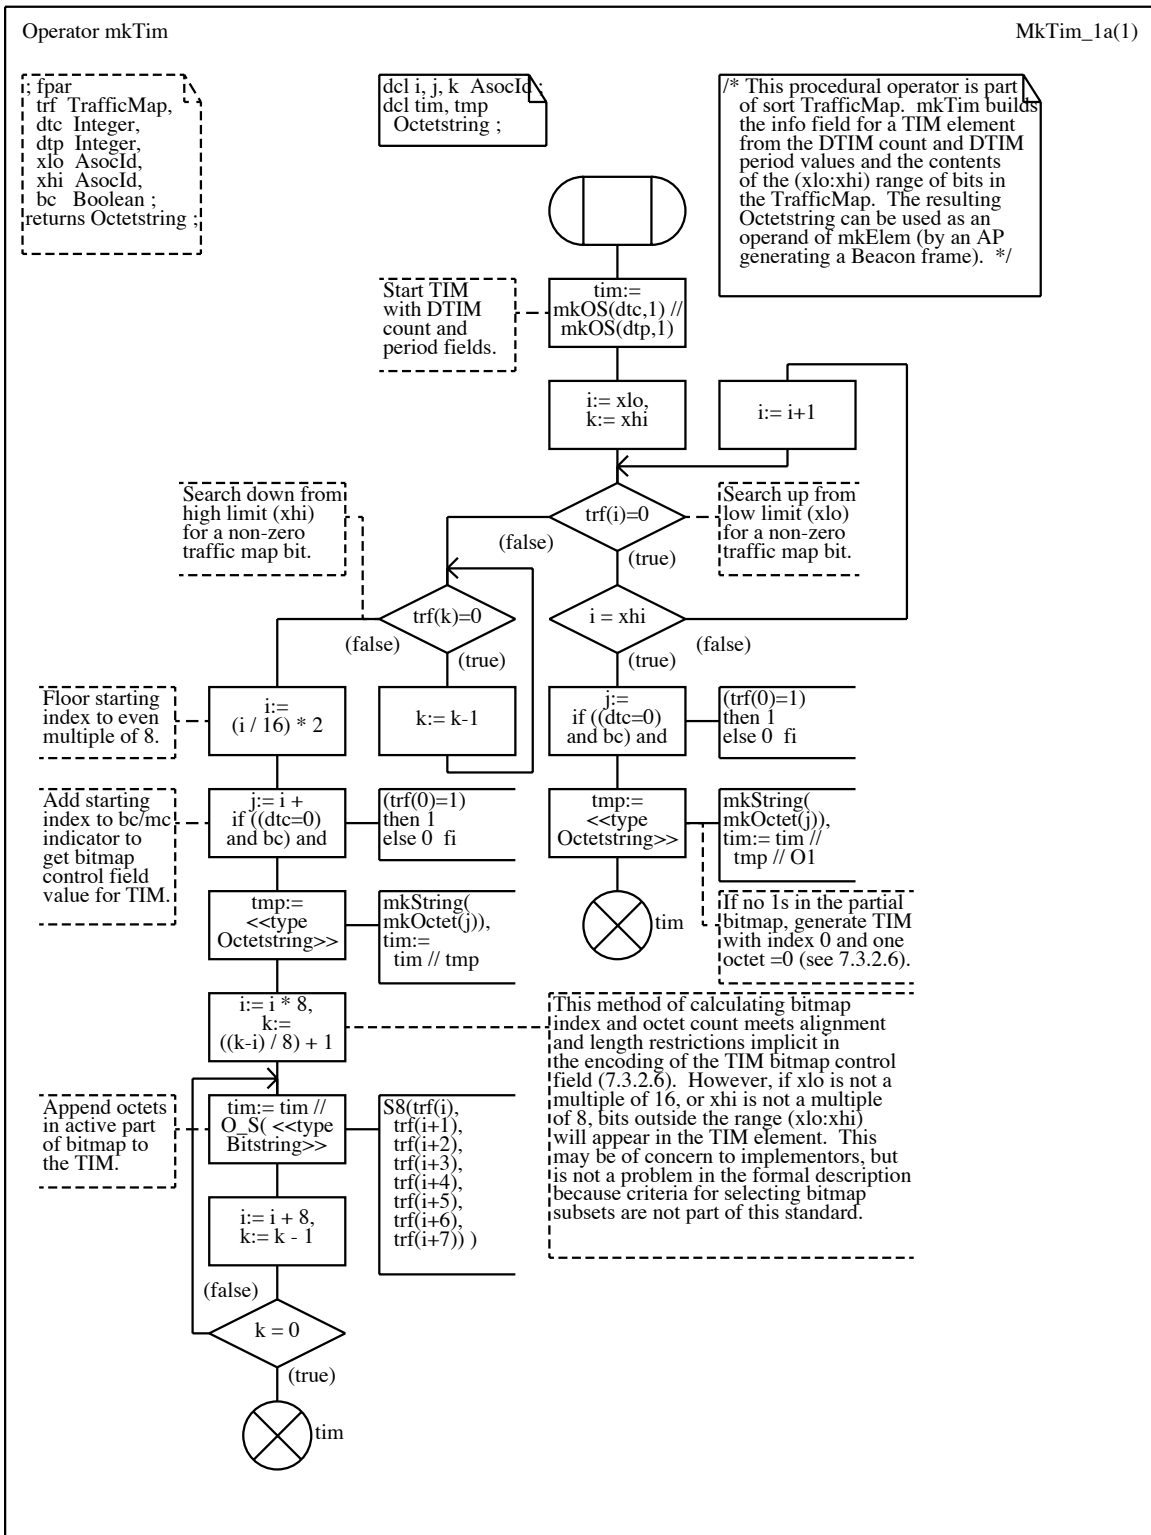 Operator mkTim
MkTim_1a(1)
; fpar
trf TrafficMap,
dtc Integer,
dtp Integer,
xlo AsocId,
xhi AsocId,
bc Boolean ;
returns Octetstring ;
dcl i, j, k AsocId ;
dcl tim, tmp
Octetstring ;
/* This procedural operator is part
of sort TrafficMap. mkTim builds
the info field for a TIM element
from the DTIM count and DTIM
period values and the contents
of the (xlo:xhi) range of bits in
the TrafficMap. The resulting
Octetstring can be used as an
operand of mkElem (by an AP
generating a Beacon frame). */
Start TIM
with DTIM
count and
period fields.
tim:=
mkOS(dtc,1) //
mkOS(dtp,1)
i:= xlo,
k:= xhi
i:= i+1
Search down from
high limit (xhi)
for a non-zero
traffic map bit.
trf(i)=0
(false)
(true)
Search up from
low limit (xlo)
for a non-zero
traffic map bit.
trf(k)=0
(false)
(true)
i = xhi
(false)
(true)
Floor starting
index to even
multiple of 8.
i:=
(i / 16) * 2
k:= k-1
j:=
if ((dtc=0)
and bc) and
(trf(0)=1)
then 1
else 0 fi
Add starting
index to bc/mc
indicator to
get bitmap
control field
value for TIM.
j:= i +
if ((dtc=0)
and bc) and
(trf(0)=1)
then 1
else 0 fi
tmp:=
<<type
Octetstring>>
mkString(
mkOctet(j)),
tim:= tim //
tmp // O1
tmp:=
<<type
Octetstring>>
mkString(
mkOctet(j)),
tim:=
tim // tmp
tim
If no 1s in the partial
bitmap, generate TIM
with index 0 and one
octet =0 (see 7.3.2.6).
i:= i * 8,
k:=
((k-i) / 8) + 1
This method of calculating bitmap
index and octet count meets alignment
and length restrictions implicit in
the encoding of the TIM bitmap control
field (7.3.2.6). However, if xlo is not a
multiple of 16, or xhi is not a multiple
of 8, bits outside the range (xlo:xhi)
will appear in the TIM element. This
may be of concern to implementors, but
is not a problem in the formal description
because criteria for selecting bitmap
subsets are not part of this standard.
Append octets
in active part
of bitmap to
the TIM.
tim:= tim //
O_S( <<type
Bitstring>>
S8(trf(i),
trf(i+1),
trf(i+2),
trf(i+3),
trf(i+4),
trf(i+5),
trf(i+6),
trf(i+7)) )
i:= i + 8,
k:= k - 1
(false)
k = 0
(true)
tim